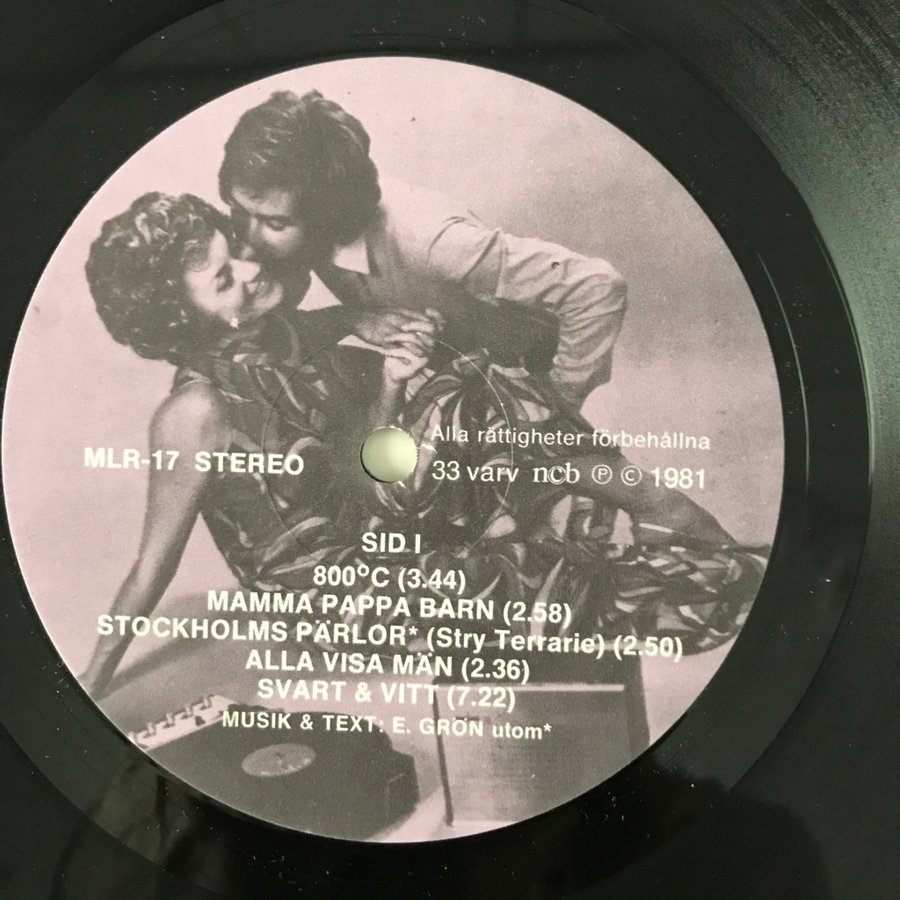 Alla rättigheter förbehållna
MLR-17 STEREO
33 varv ncb Ⓟ © 1981
SID I
800°C (3.44)
MAMMA PAPPA BARN (2.58)
STOCKHOLMS PÄRLOR* (Stry Terrarie) (2.50)
ALLA VISA MÄN (2.36)
SVART & VITT (7.22)
MUSIK & TEXT: E. GRÖN utom*